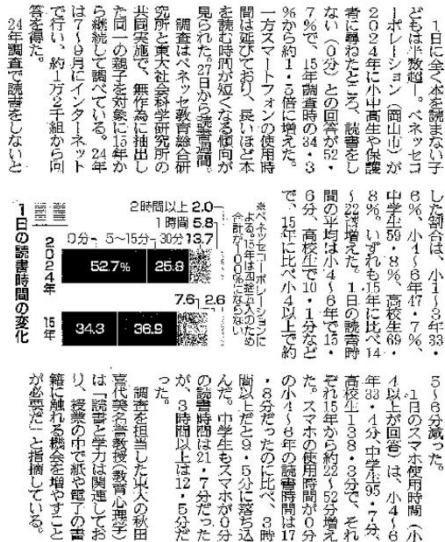 １日に全く本を読まない子
どもは半数超―。ベネッセコ
ーポレーション（岡山市）が
２０２４年に小中高生や保護
者に尋ねたところ、読書をし
ない（０分）との回答が52・
７％で、15年調査時の34・３
％から約１・５倍に増えた。
一方スマートフォンの使用時
間は延びており、長いほど本
を読む時間が短くなる傾向が
見られた。27日から読書週間。
調査はベネッセ教育総合研
究所と東大社会科学研究所の
共同実施で、無作為に抽出し
た同一の親子を対象に15年か
ら継続して調べている。24年
は７～９月にインターネット
で行い、約１万２千組から回
答を得た。
24年調査で読書をしないと
した割合は、小１～３年33・
６％、小４～６年47・７％、
中学生59・８％、高校生69・
８％。いずれも15年に比べ14
～22㌽増えた。１日の読書時
間の平均は小４～６年で15・
６分、高校生で10・１分など
で、15年に比べ小４以上で約
※ベネッセコーポレーションに
よる。15年は四捨五入のため
合計が100％にならない
2時間以上2.0
1時間5.8
0分 5～15分 30分13.7
52.7% 25.8
7.6 2.6
34.3 36.9
2024年
15年
1日の読書時間の変化
５～６分減った。
１日のスマホ使用時間（小
４以上が回答）は、小４～６
年33・４分、中学生95・７分、
高校生138・３分で、それ
ぞれ15年から約22～52分増え
た。スマホの使用時間が０分
の小４～６年の読書時間は17
・８分だったのに比べ、３時
間以上だと９・５分に落ち込
んだ。中学生もスマホが０分
の読書時間は21・７分だった
が、３時間以上は12・５分だ
った。
調査を担当した東大の秋田
喜代美名誉教授（教育心理学）
は「読書と学力は関連してお
り、授業の中で紙や電子の書
籍に触れる機会を増やすこと
が必要だ」と指摘している。